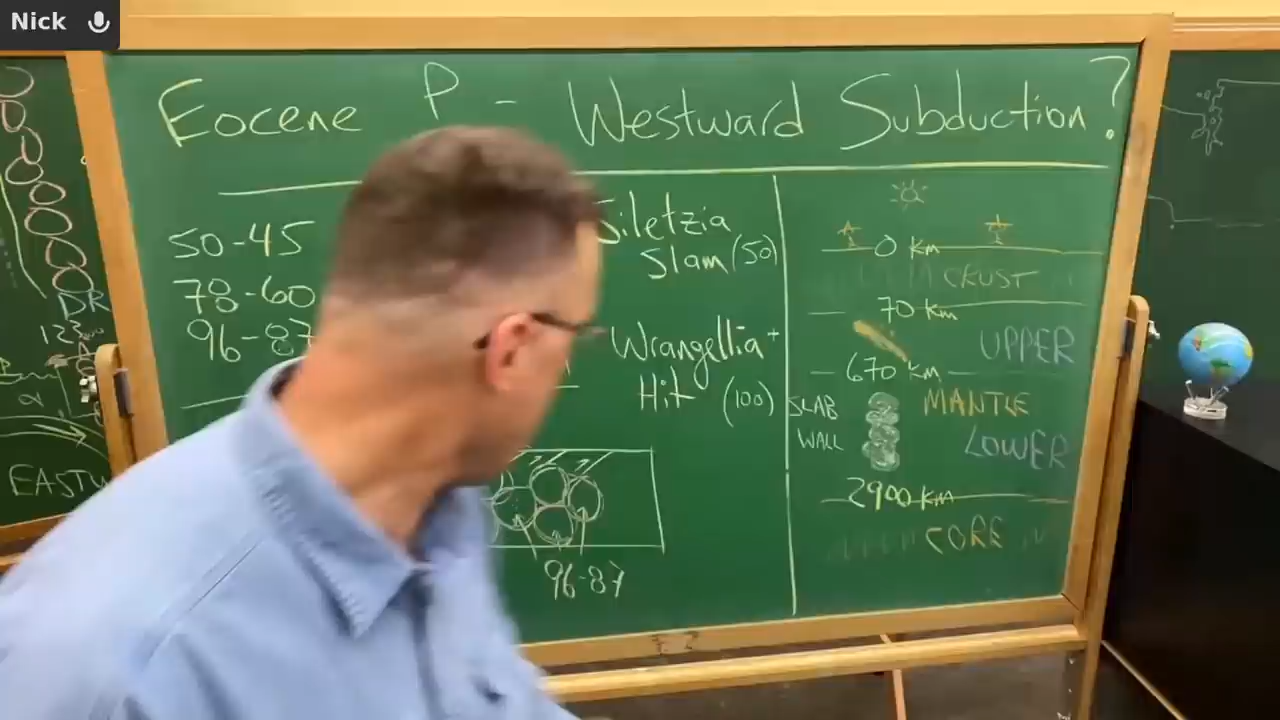 Nick
Eocene P - Westward Subduction?
50-45
78-60
96-87
Siletzia
Slam (50)
Wrangellia+
Hit (100)
96-87
0 km
CRUST
70 km
UPPER
670 km
MANTLE
SLAB
WALL
LOWER
2900 km
CORE
DR
EASTW